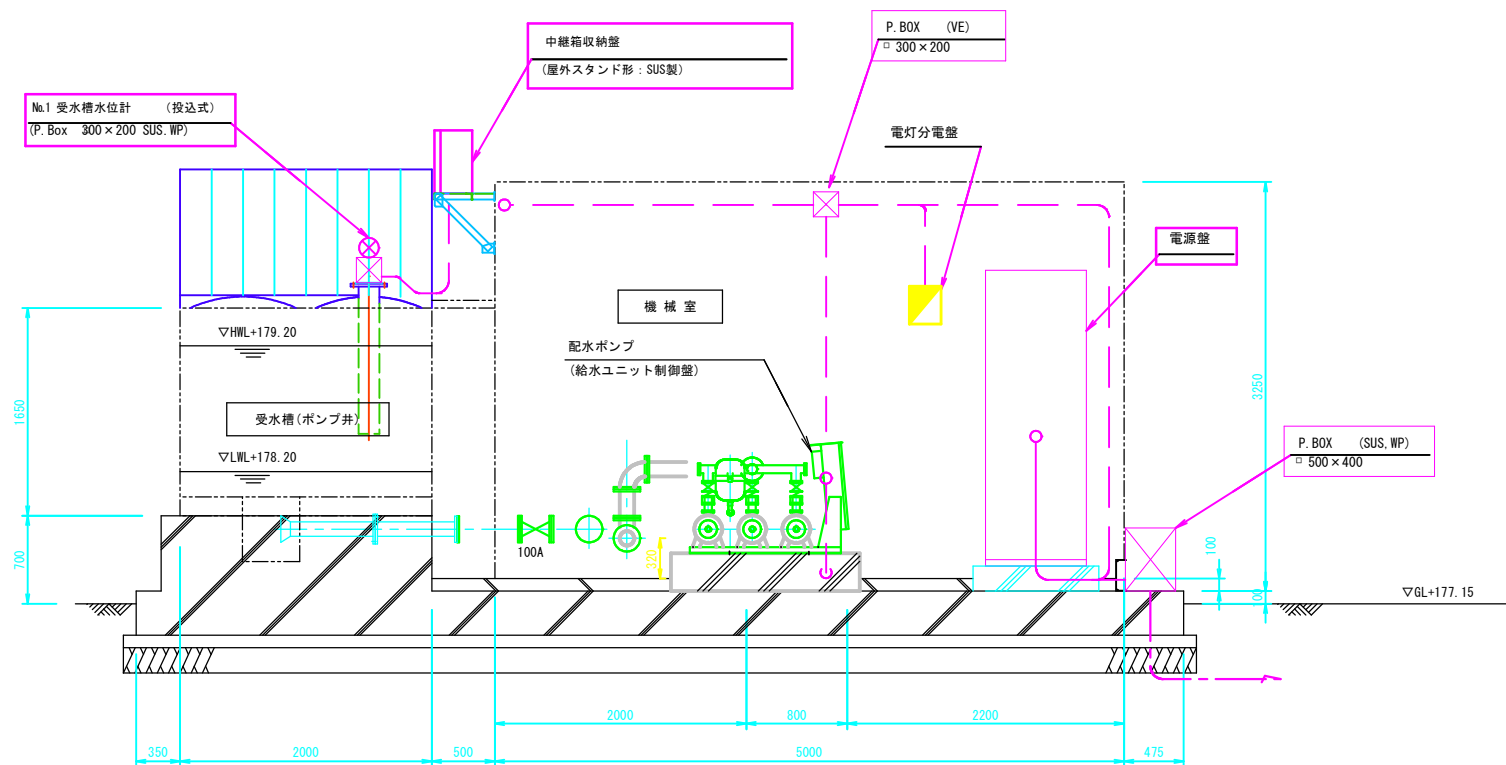 中継箱収納盤
(屋外スタンド形：SUS製)
P.BOX (VE)
□ 300×200
№1 受水槽水位計 (投込式)
(P.Box 300×200 SUS.WP)
電灯分電盤
電源盤
機 械 室
▽HWL+179.20
配水ポンプ
(給水ユニット制御盤)
受水槽(ポンプ井)
▽LWL+178.20
P.BOX (SUS,WP)
□ 500×400
1650
3250
700
100A
320
100
100
▽GL+177.15
2000
800
2200
350
2000
500
5000
475